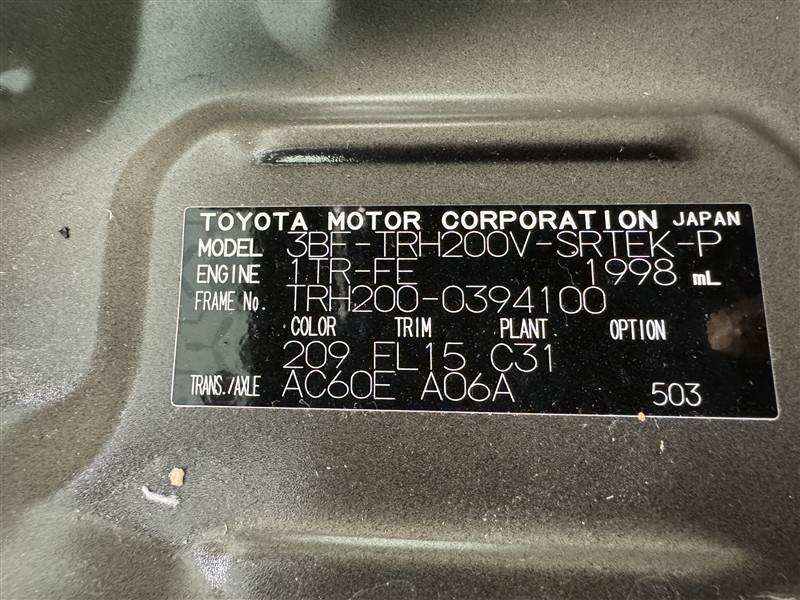 TOYOTA MOTOR CORPORATION JAPAN
MODEL 3BF-TRH200V-SRTEK-P
ENGINE 1TR-FE 1998 mL
FRAME No. TRH200-0394100
COLOR TRIM PLANT OPTION
209 FL15 C31
TRANS./AXLE AC60E A06A 503